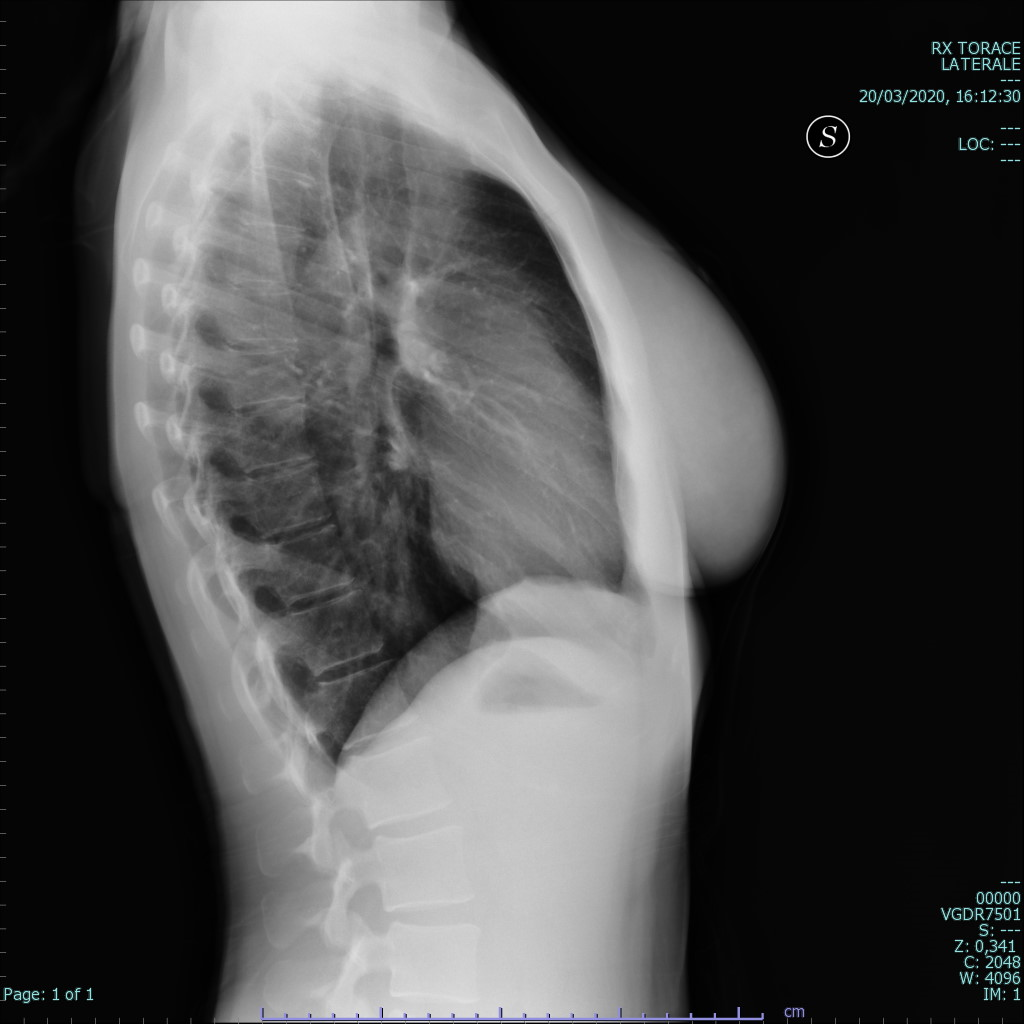 RX TORACE
LATERALE
---
20/03/2020, 16:12:30
S
---
LOC: ---
---
---
00000
VGDR7501
S: ---
Z: 0,341
C: 2048
W: 4096
Page: 1 of 1
IM: 1
cm